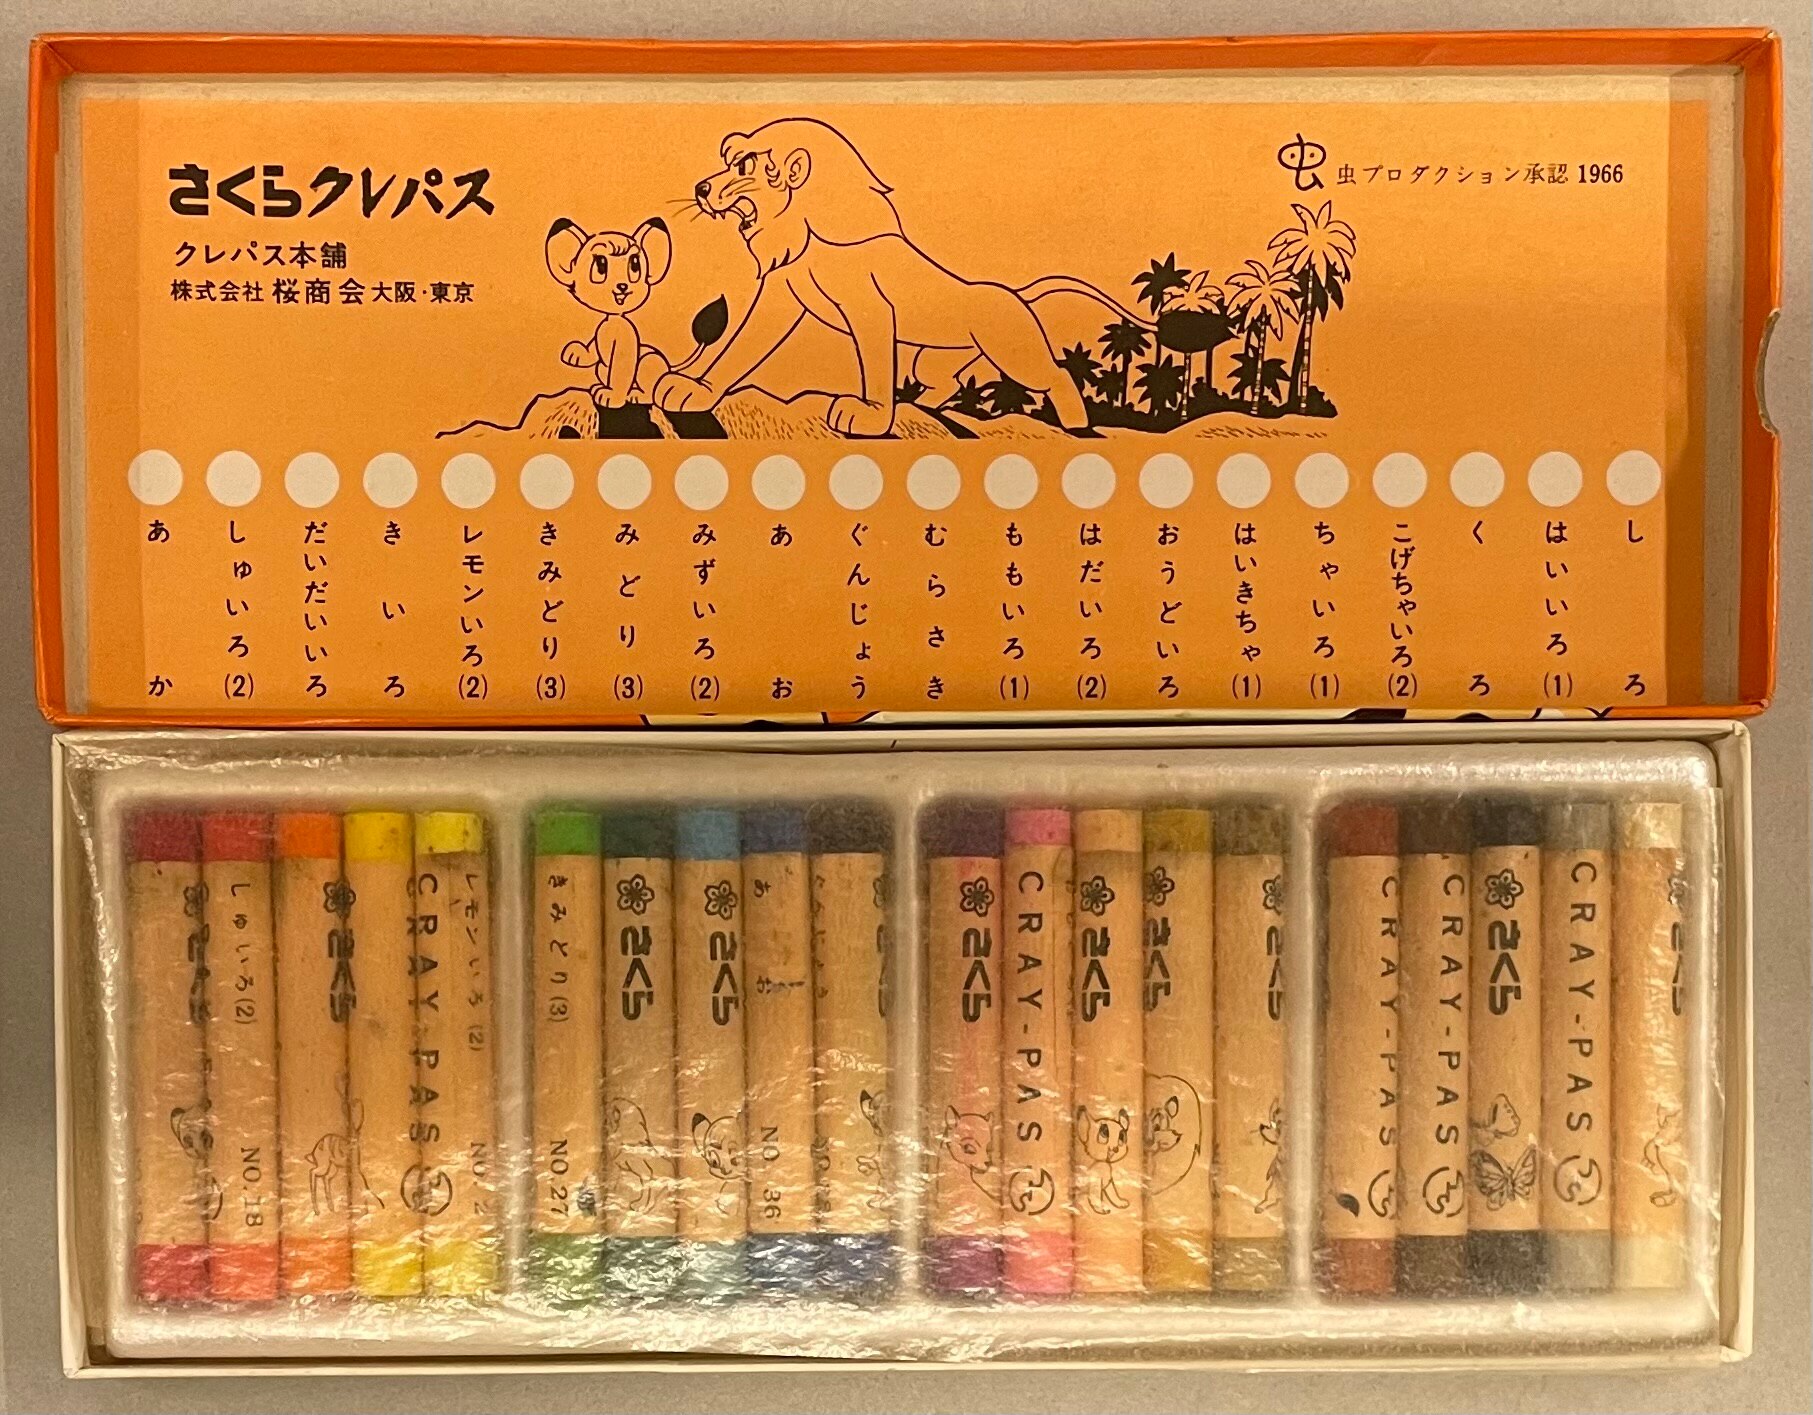 さくらクレパス
クレパス本舗
株式会社 桜商会 大阪・東京
虫プロダクション承認 1966
あか
しゅいろ(2)
だいだいいろ
きいろ
レモンいろ(2)
きみどり(3)
みどり(3)
みずいろ(2)
あお
ぐんじょう
むらさき
ももいろ(1)
はだいろ(2)
おうどいろ
はいきちゃ(1)
ちゃいろ(1)
こげちゃいろ(2)
くろ
はいいろ(1)
しろ
しゅいろ(2)
NO.18
さくら
CRAY-PAS
レモンいろ(2)
きみどり(3)
NO.27
さくら
さくら
あお
NO.36
さくら
CRAY-PAS
さくら
さくら
CRAY-PAS
CRAY-PAS
さくら
CRAY-PAS